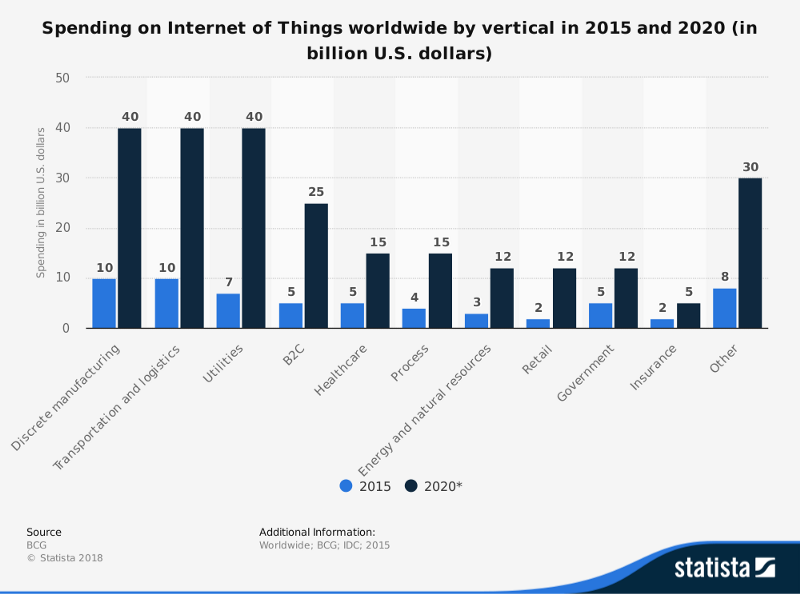 Spending on Internet of Things worldwide by vertical in 2015 and 2020 (in
billion U.S. dollars)
Spending in billion U.S. dollars
50
40
30
20
10
0
10
40
10
40
7
40
5
25
5
15
4
15
3
12
2
12
5
12
2
5
8
30
Discrete manufacturing
Transportation and logistics
Utilities
B2C
Healthcare
Process
Energy and natural resources
Retail
Government
Insurance
Other
2015
2020*
Source
BCG
© Statista 2018
Additional Information:
Worldwide; BCG; IDC; 2015
statista